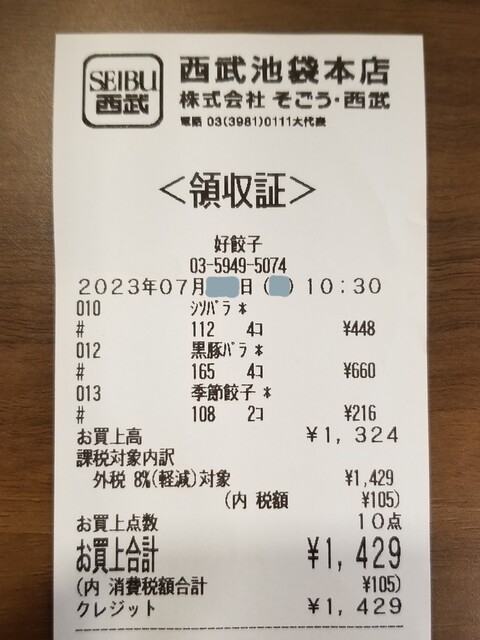 SEIBU
西武
西武池袋本店
株式会社 そごう・西武
電話 03(3981)0111大代表
<領収証>
好餃子
03-5949-5074
2023年07月 日( )10:30
010 ｼｿﾊﾞﾗ *
# 112 4ｺ ¥448
012 黒豚ﾊﾞﾗ *
# 165 4ｺ ¥660
013 季節餃子 *
# 108 2ｺ ¥216
お買上高 ¥1,324
課税対象内訳
外税 8%(軽減)対象 ¥1,429
(内 税額 ¥105)
お買上点数 10点
お買上合計 ¥1,429
(内 消費税額合計 ¥105)
クレジット ¥1,429